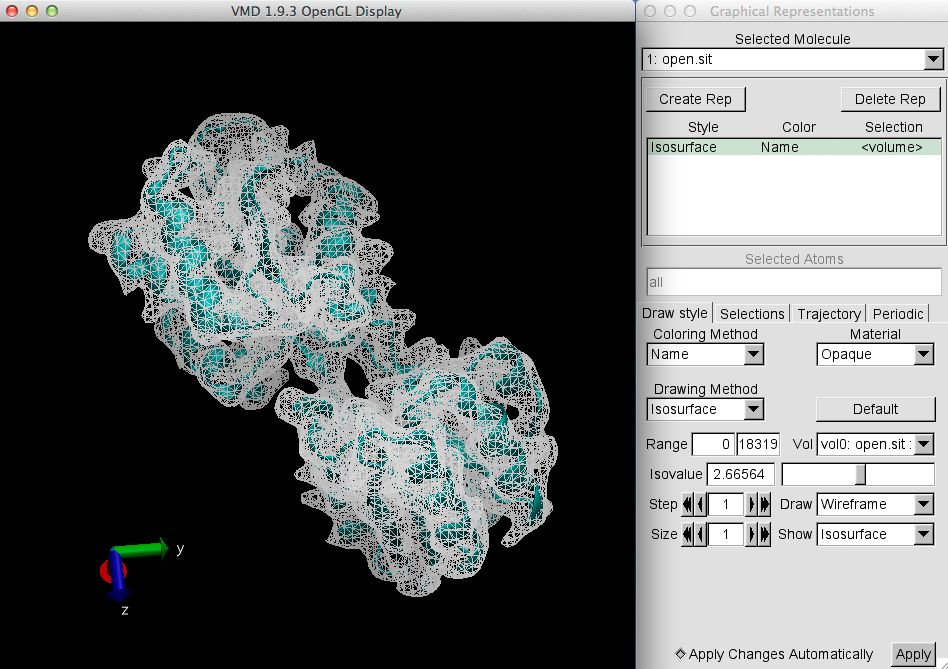 VMD 1.9.3 OpenGL Display
y
z
Graphical Representations
Selected Molecule
1: open.sit
Create Rep Delete Rep
Style Color Selection
Isosurface Name <volume>
Selected Atoms
all
Draw style Selections Trajectory Periodic
Coloring Method Material
Name Opaque
Drawing Method
Isosurface Default
Range 0 18319 Vol vol0: open.sit :
Isovalue 2.66564
Step 1 Draw Wireframe
Size 1 Show Isosurface
Apply Changes Automatically Apply